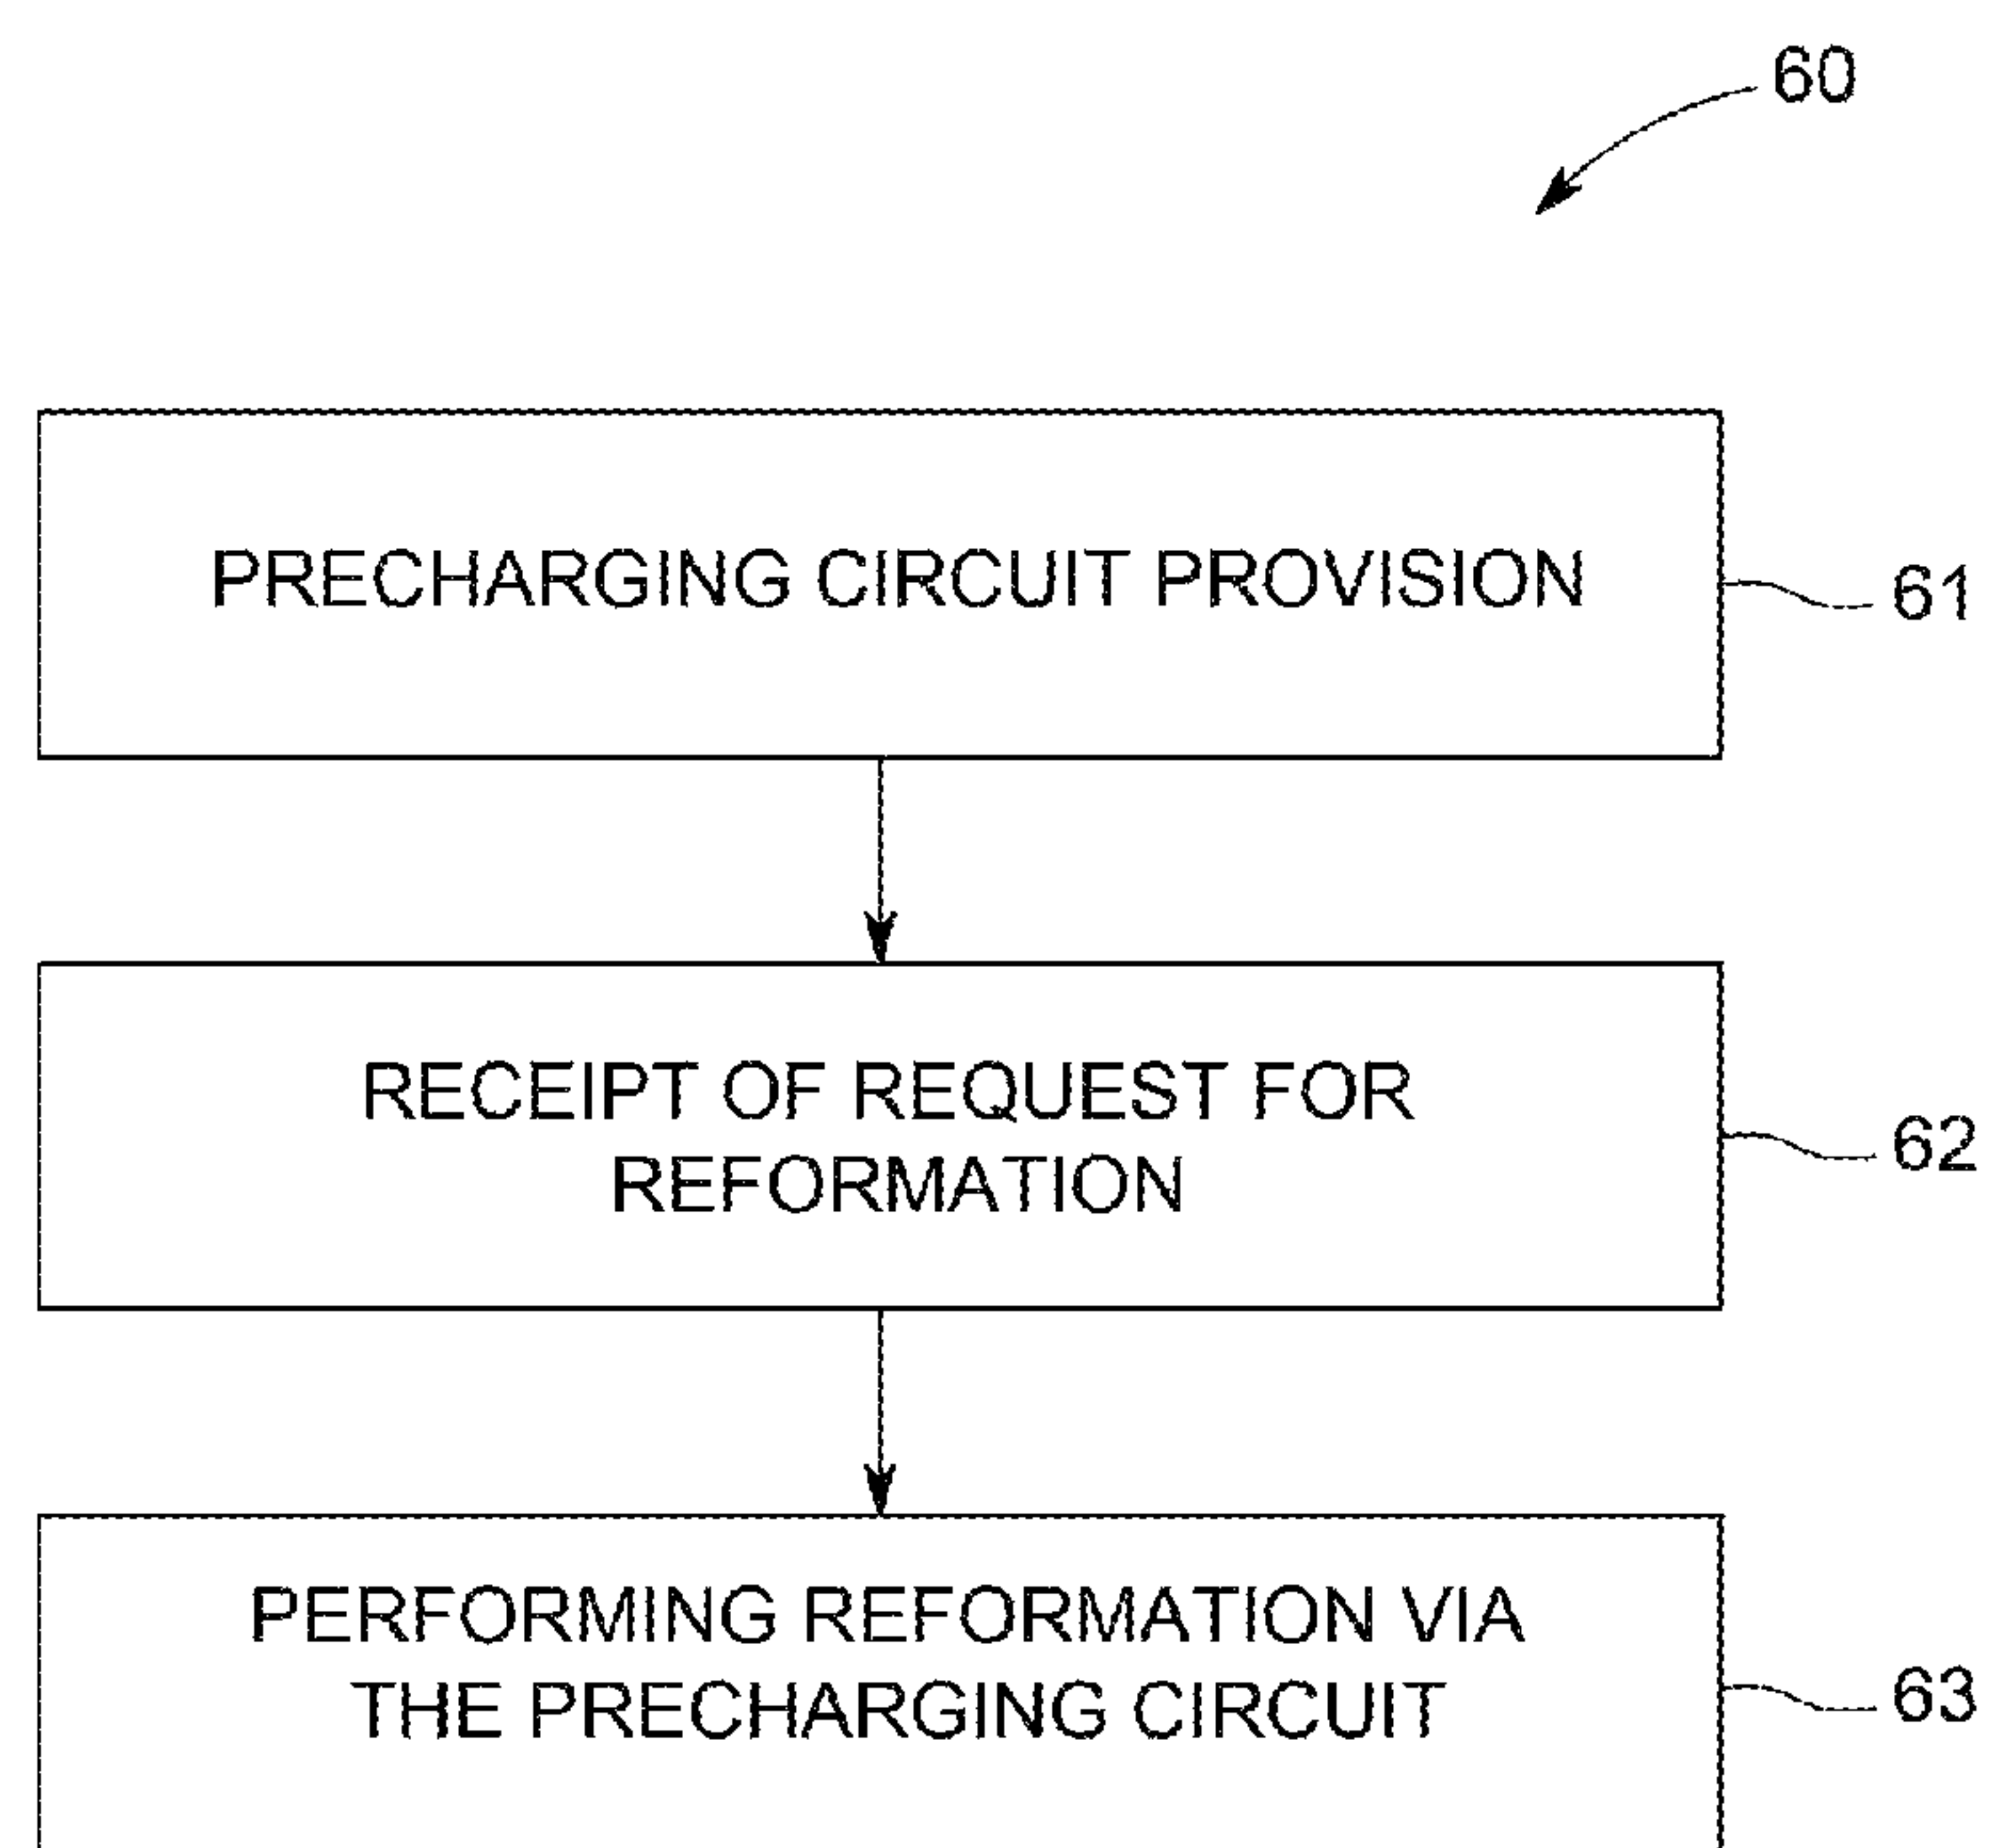 60
PRECHARGING CIRCUIT PROVISION
61
RECEIPT OF REQUEST FOR
REFORMATION
62
PERFORMING REFORMATION VIA
THE PRECHARGING CIRCUIT
63